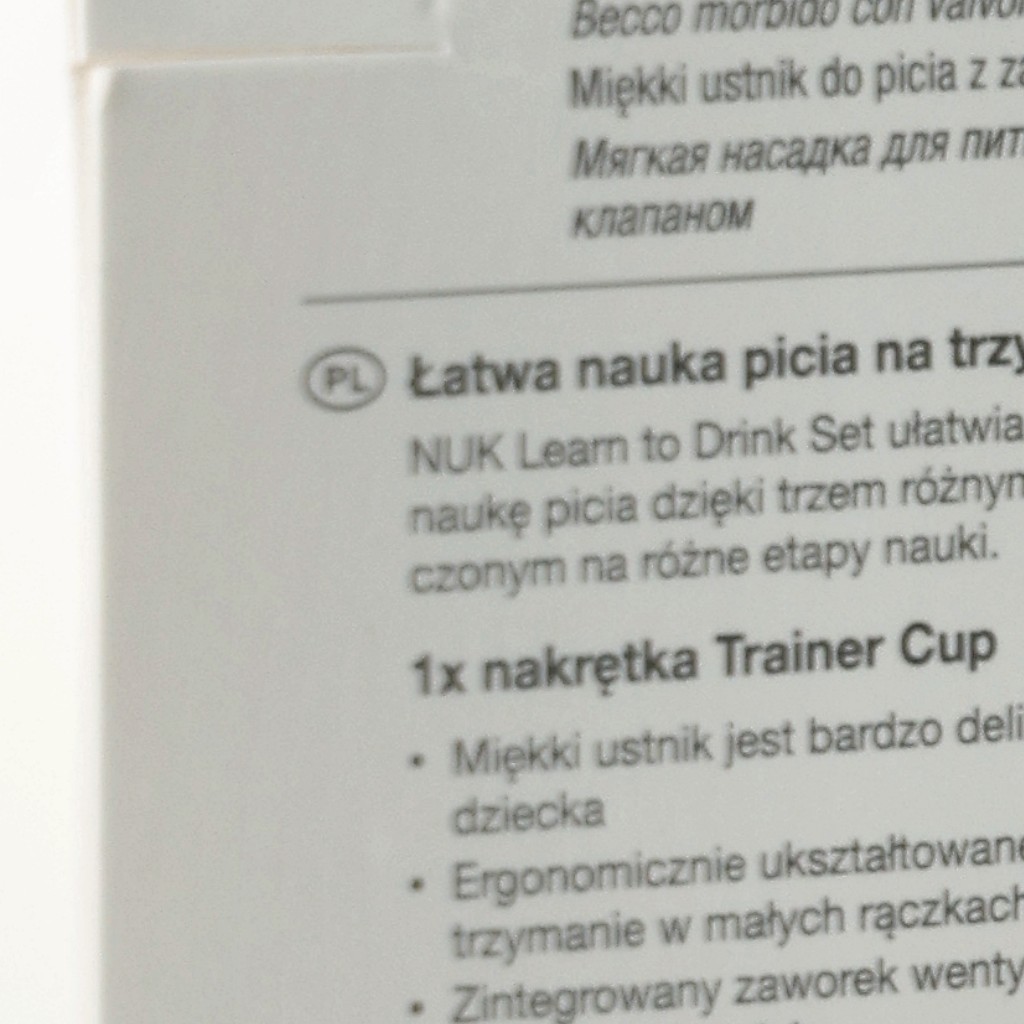 Becco morbido con
Miękki ustnik do picia z
Мягкая насадка для
клапаном
PL Łatwa nauka picia na
NUK Learn to Drink Set ułatwia
naukę picia dzięki trzem
czonym na różne etapy nauki.
1x nakrętka Trainer Cup
• Miękki ustnik jest bardzo
dziecka
• Ergonomicznie
trzymanie w małych rączkach
• Zintegrowany zaworek